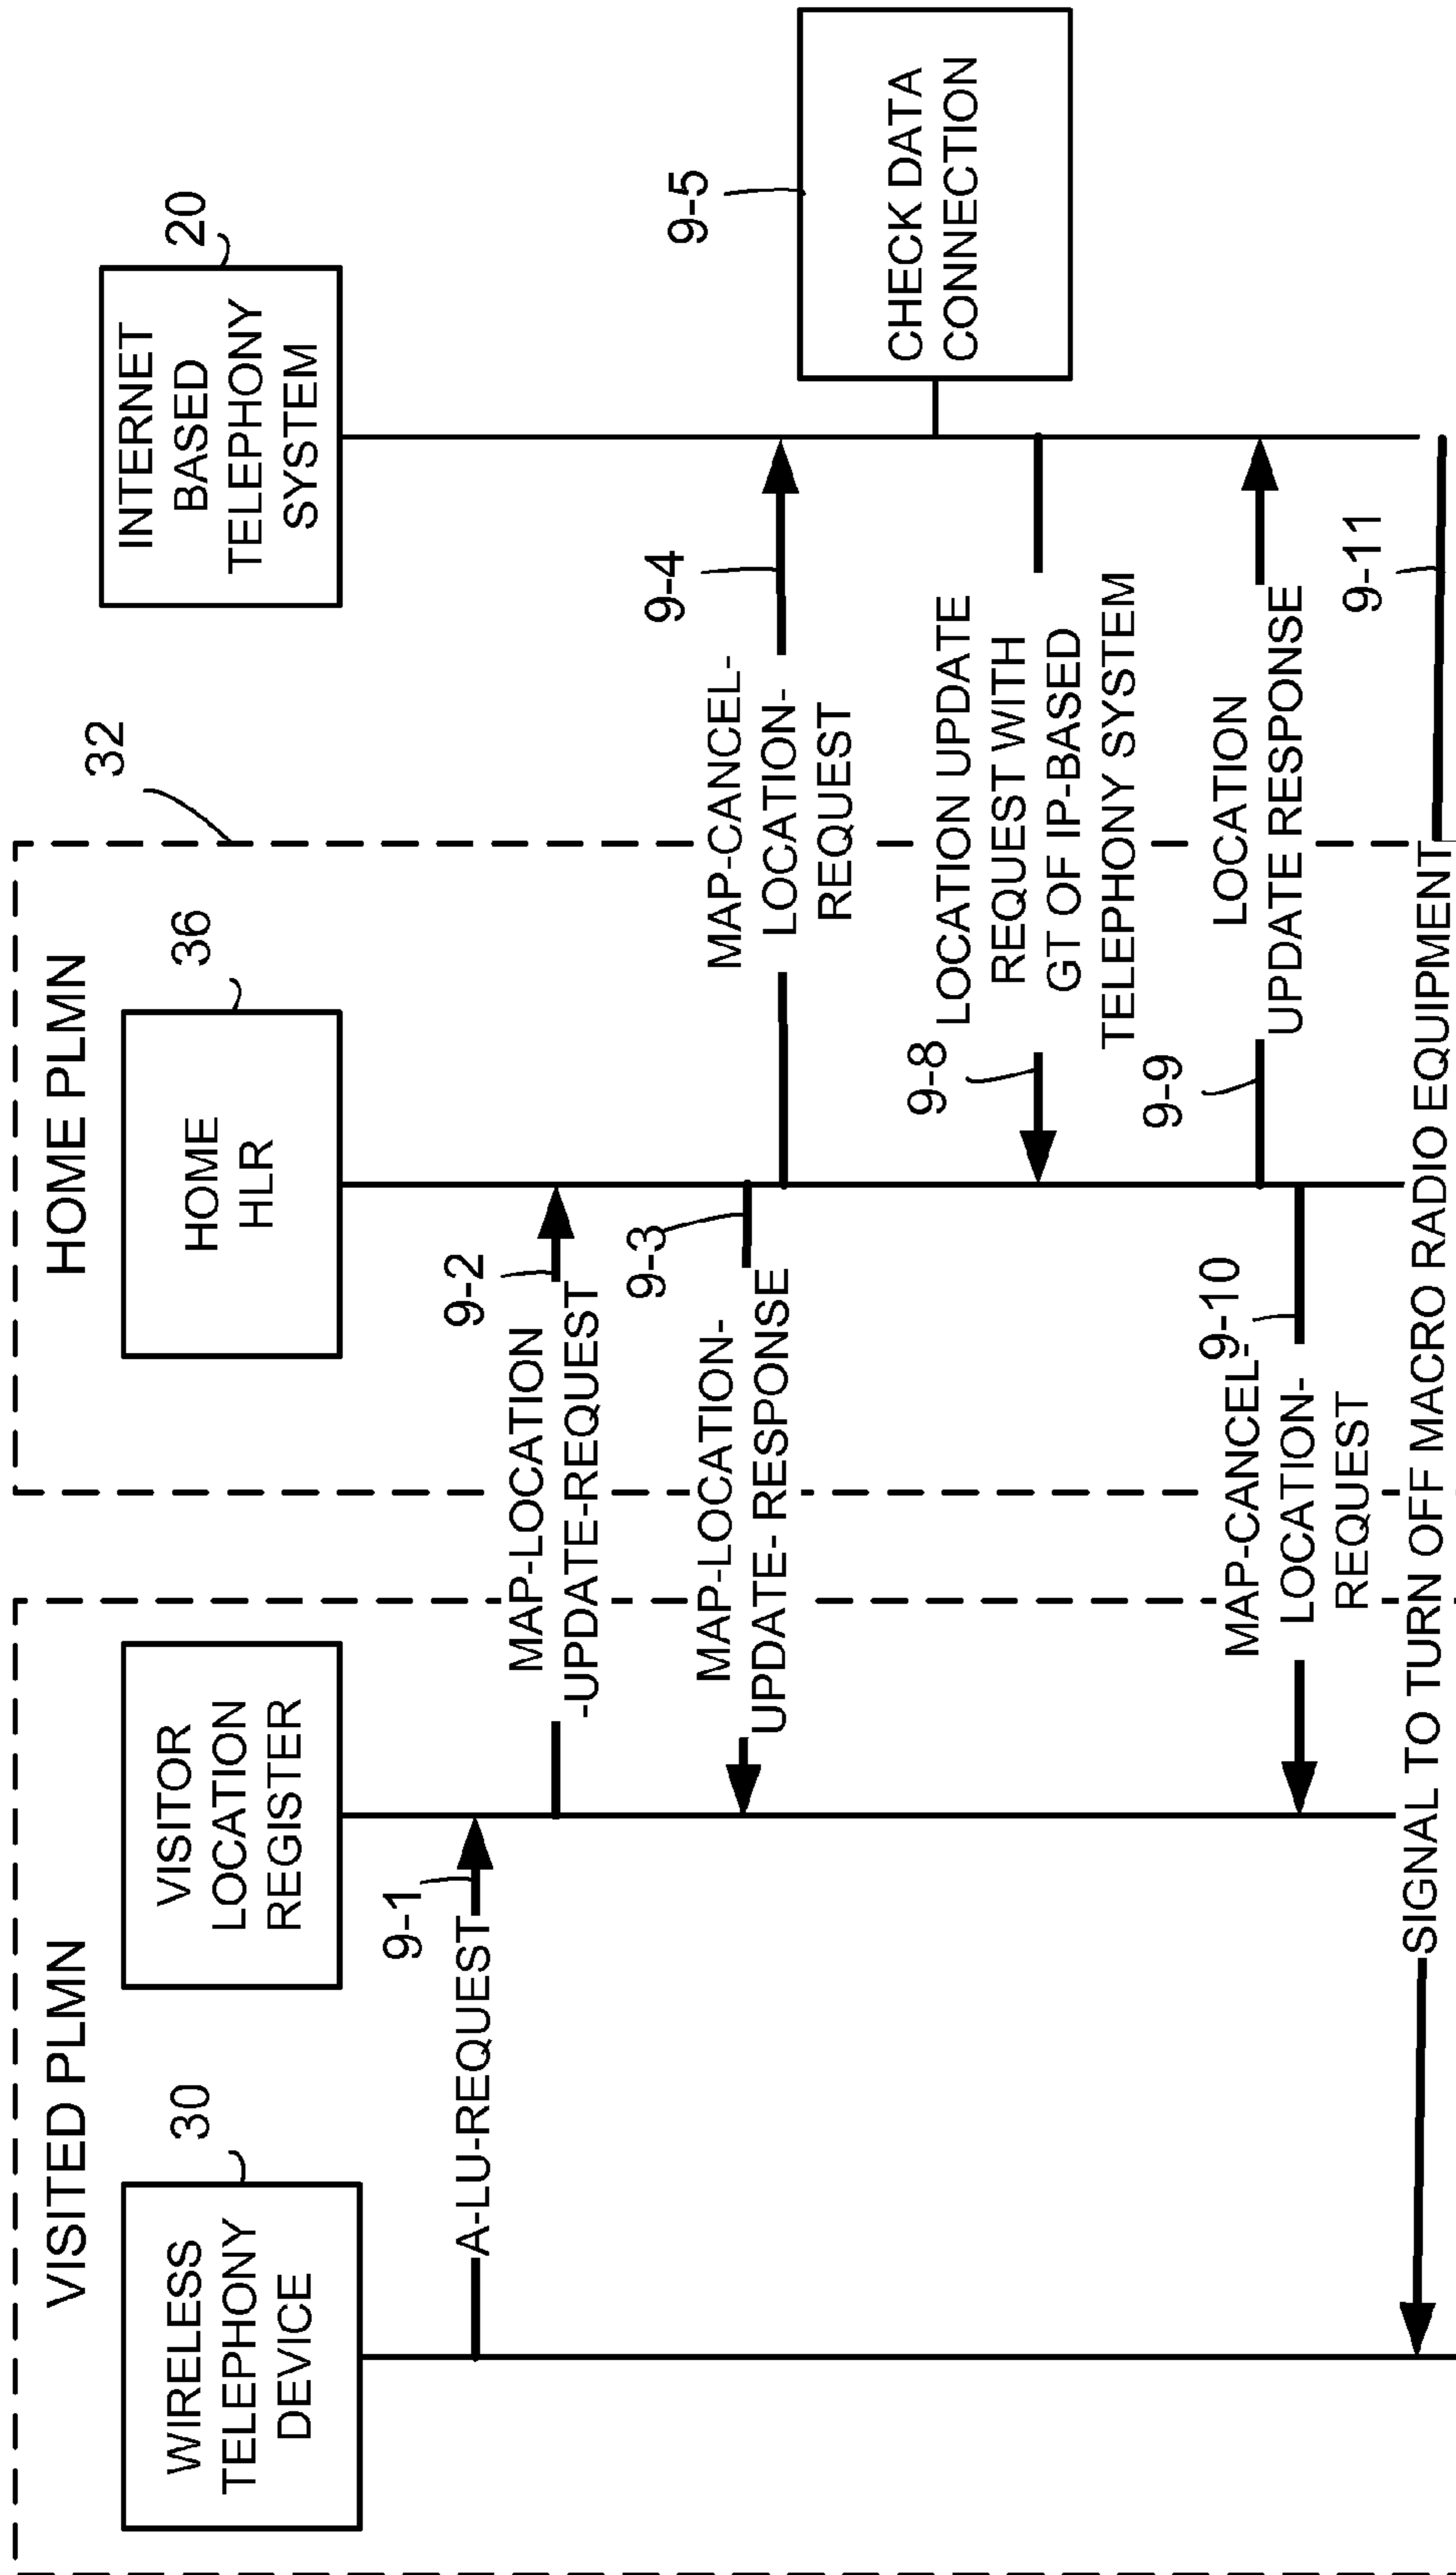 VISITED PLMN
HOME PLMN
32
WIRELESS
TELEPHONY
DEVICE
30
VISITOR
LOCATION
REGISTER
HOME
HLR
36
INTERNET
BASED
TELEPHONY
SYSTEM
20
A-LU-REQUEST
9-1
MAP-LOCATION
-UPDATE-REQUEST
9-2
MAP-LOCATION-
UPDATE- RESPONSE
9-3
MAP-CANCEL-
LOCATION-
REQUEST
9-4
9-5
CHECK DATA
CONNECTION
9-8
LOCATION UPDATE
REQUEST WITH
GT OF IP-BASED
TELEPHONY SYSTEM
9-9
LOCATION
UPDATE RESPONSE
MAP-CANCEL-
LOCATION-
REQUEST
9-10
SIGNAL TO TURN OFF MACRO RADIO EQUIPMENT
9-11